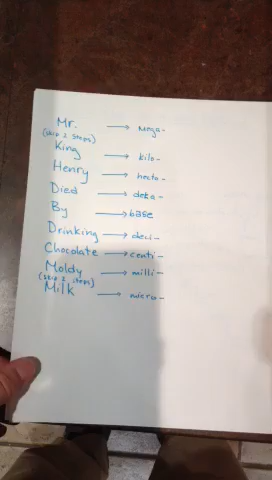 Mr. → Mega-
(skip 2 steps)
King → kilo-
Henry → hecto-
Died → deka-
By → base
Drinking → deci-
Chocolate → centi-
Moldy → milli-
(skip 2 steps)
Milk → micro-